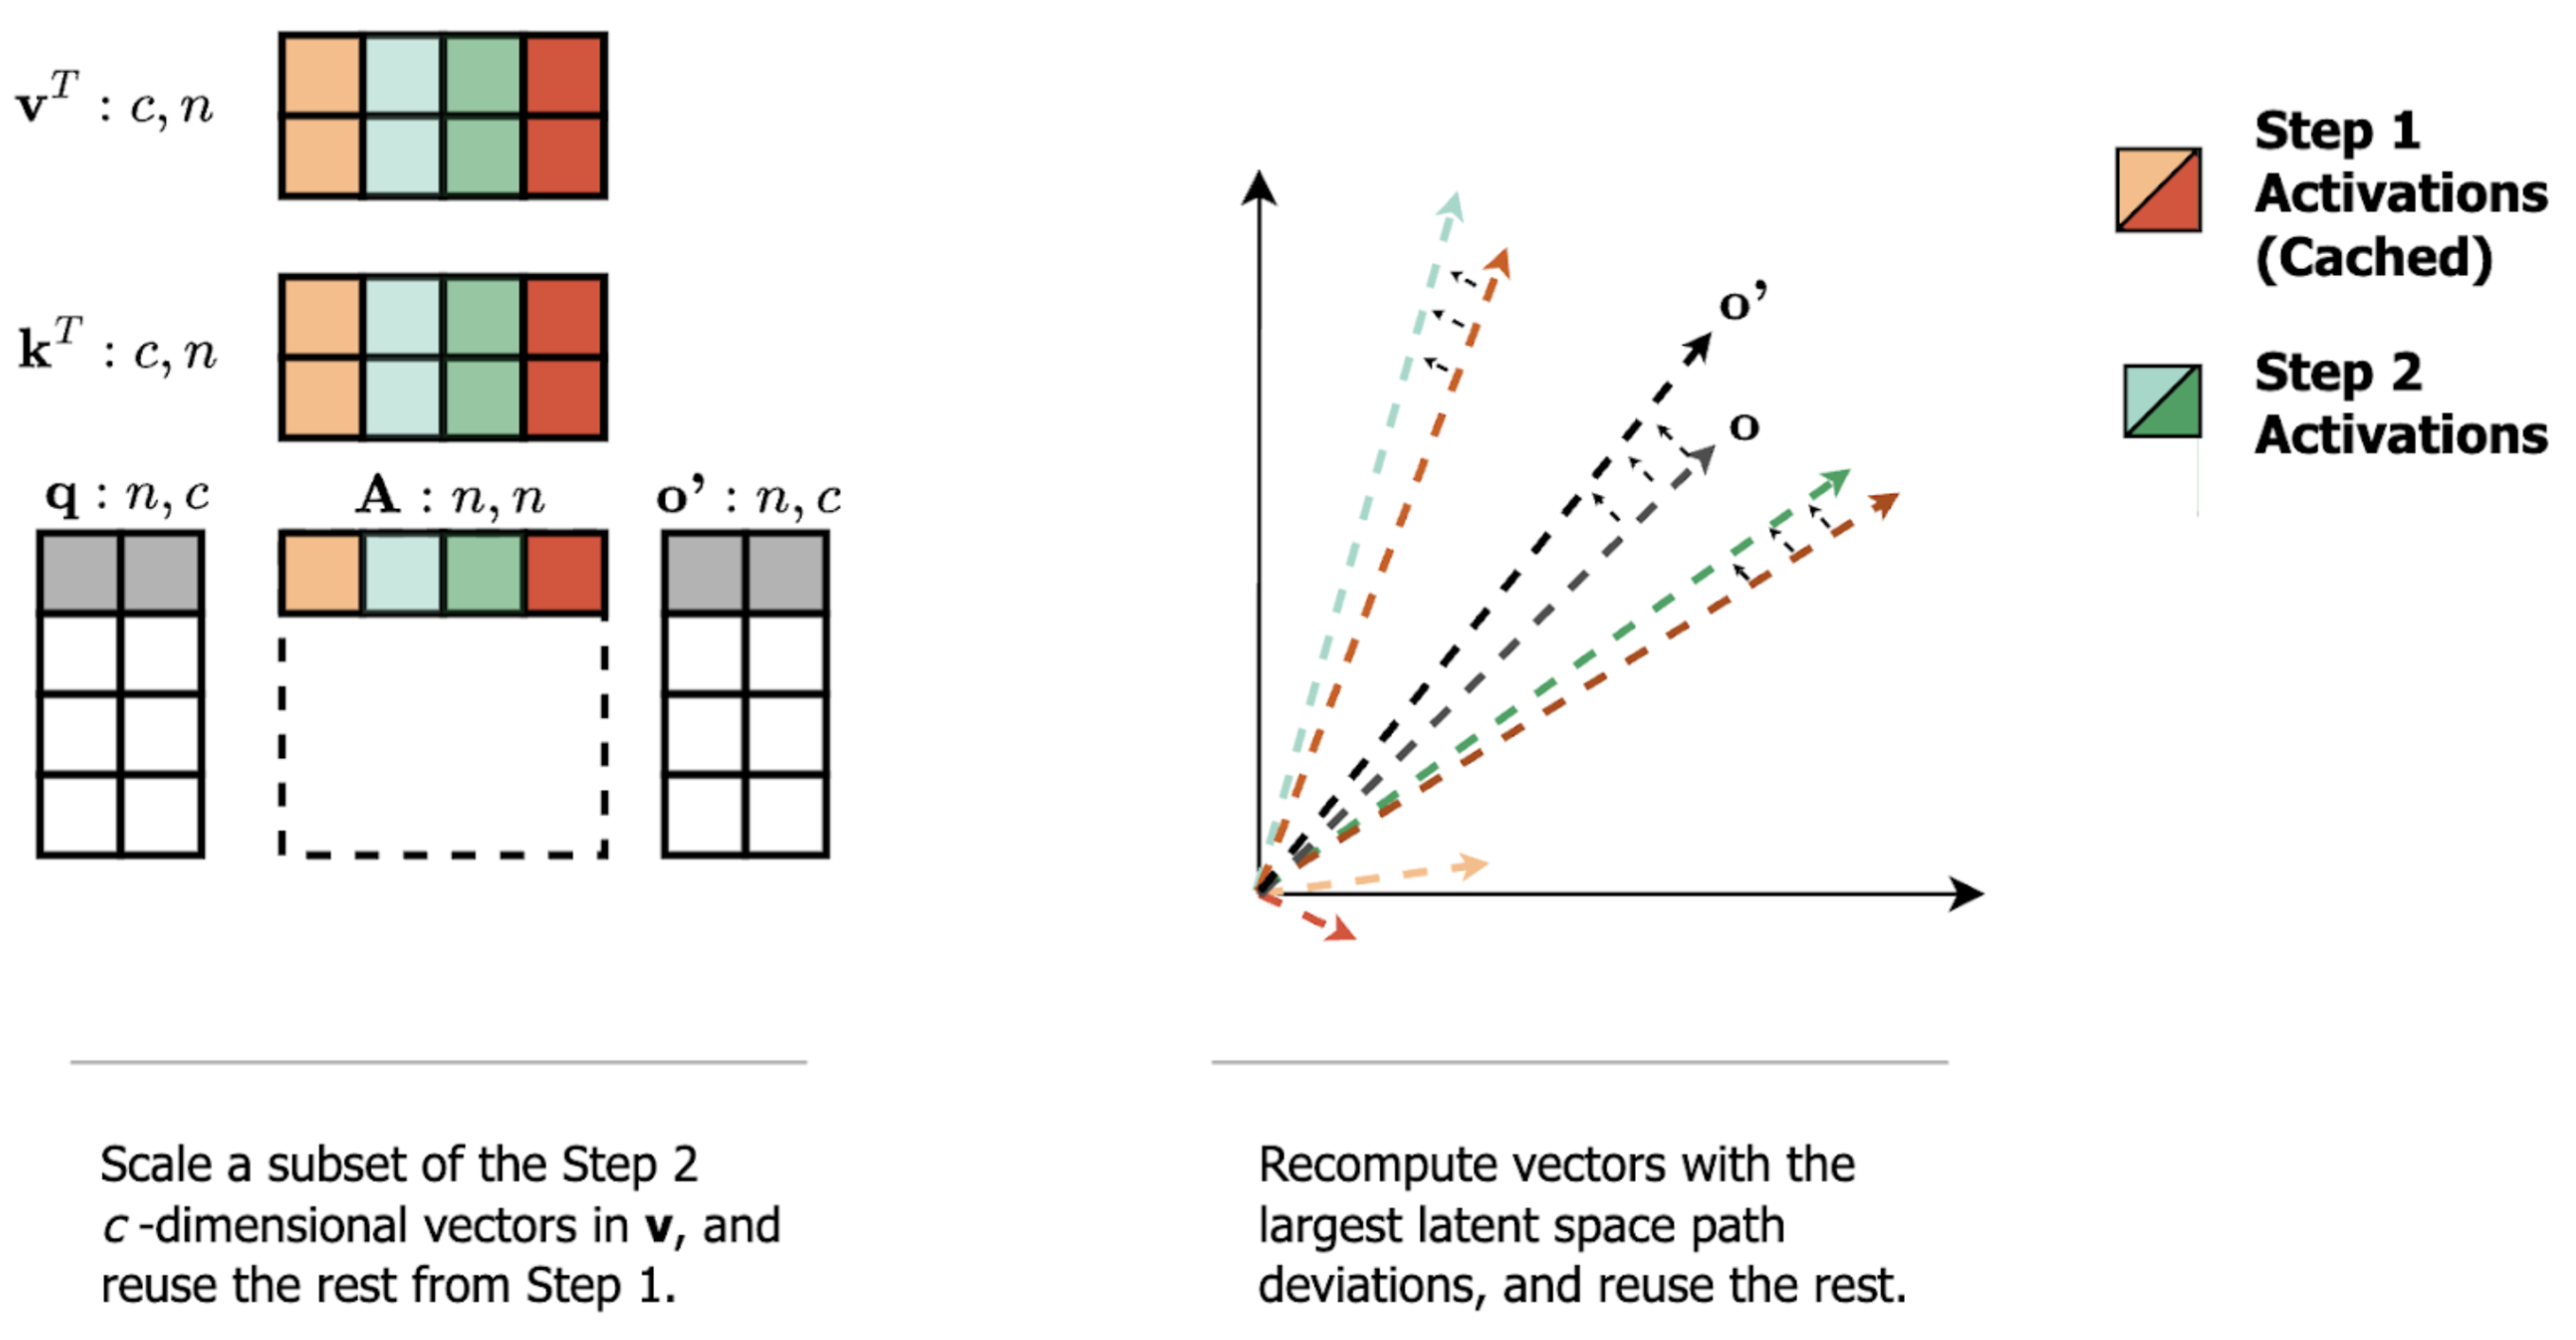 𝐯^T : c, n
𝐤^T : c, n
𝐪 : n, c
𝐀 : n, n
𝐨’ : n, c
Scale a subset of the Step 2
c -dimensional vectors in v, and
reuse the rest from Step 1.
o’
o
Recompute vectors with the
largest latent space path
deviations, and reuse the rest.
Step 1
Activations
(Cached)
Step 2
Activations